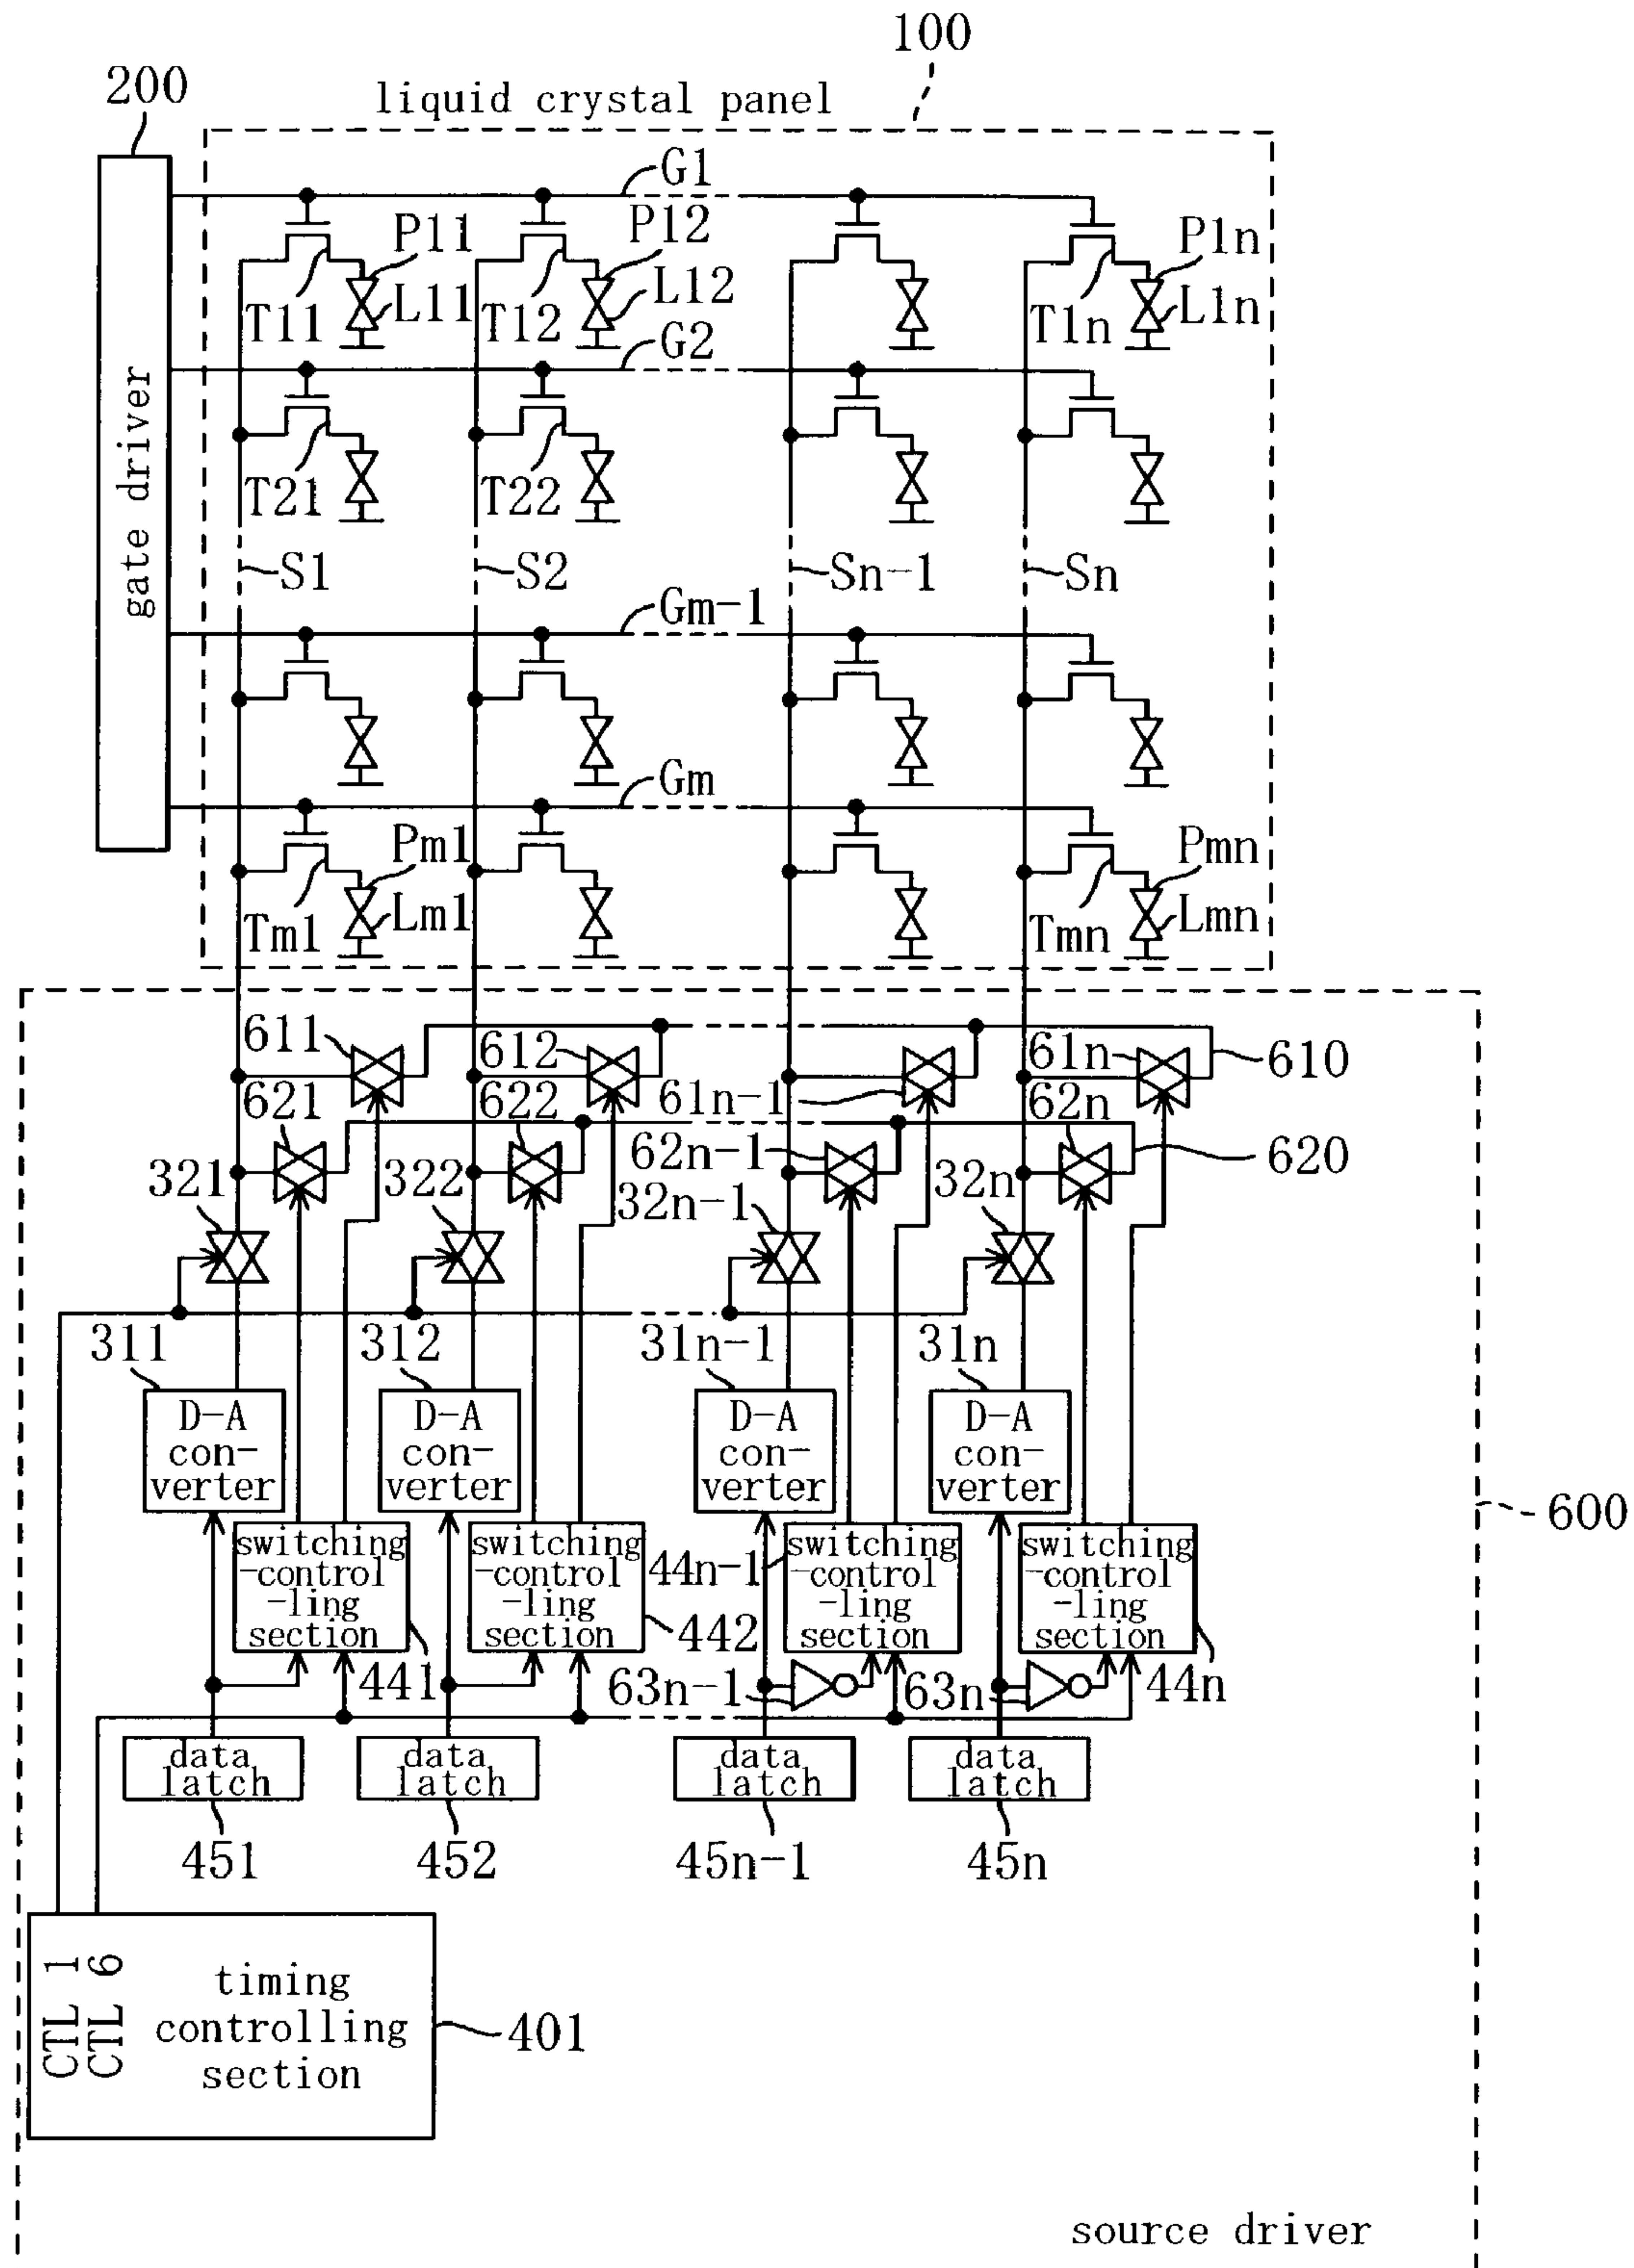 100
200
liquid crystal panel
G1
P11
P12
P1n
L11
L12
L1n
T11
T12
T1n
G2
gate driver
T21
T22
S1
S2
Sn-1
Sn
Gm-1
Gm
Pm1
Pmn
Tm1
Lm1
Tmn
Lmn
611
612
61n-1
61n
610
621
622
62n-1
62n
620
321
322
32n-1
32n
311
312
31n-1
31n
D-A
con-
verter
D-A
con-
verter
D-A
con-
verter
D-A
con-
verter
600
switching
-control
-ling
section
switching
-control
-ling
section
44n-1
switching
-control
-ling
section
switching
-control
-ling
section
441
442
63n-1
63n
44n
data
latch
data
latch
data
latch
data
latch
451
452
45n-1
45n
CTL 1
CTL 6
timing
controlling
section
401
source driver